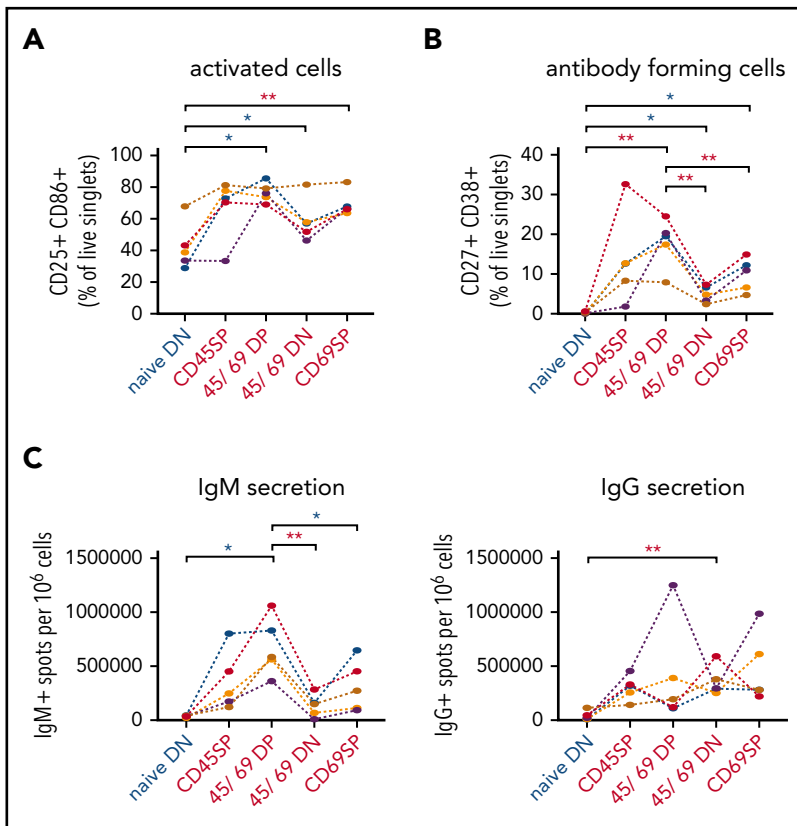 A
activated cells
**
*
*
CD25+ CD86+
(% of live singlets)
100
80
60
40
20
0
naive DN
CD45SP
45/ 69 DP
45/ 69 DN
CD69SP
B
antibody forming cells
*
*
**
**
**
CD27+ CD38+
(% of live singlets)
40
30
20
10
0
naive DN
CD45SP
45/ 69 DP
45/ 69 DN
CD69SP
C
IgM secretion
*
*
**
IgM+ spots per 10⁶ cells
1500000
1000000
500000
0
naive DN
CD45SP
45/ 69 DP
45/ 69 DN
CD69SP
IgG secretion
**
IgG+ spots per 10⁶ cells
1500000
1000000
500000
0
naive DN
CD45SP
45/ 69 DP
45/ 69 DN
CD69SP